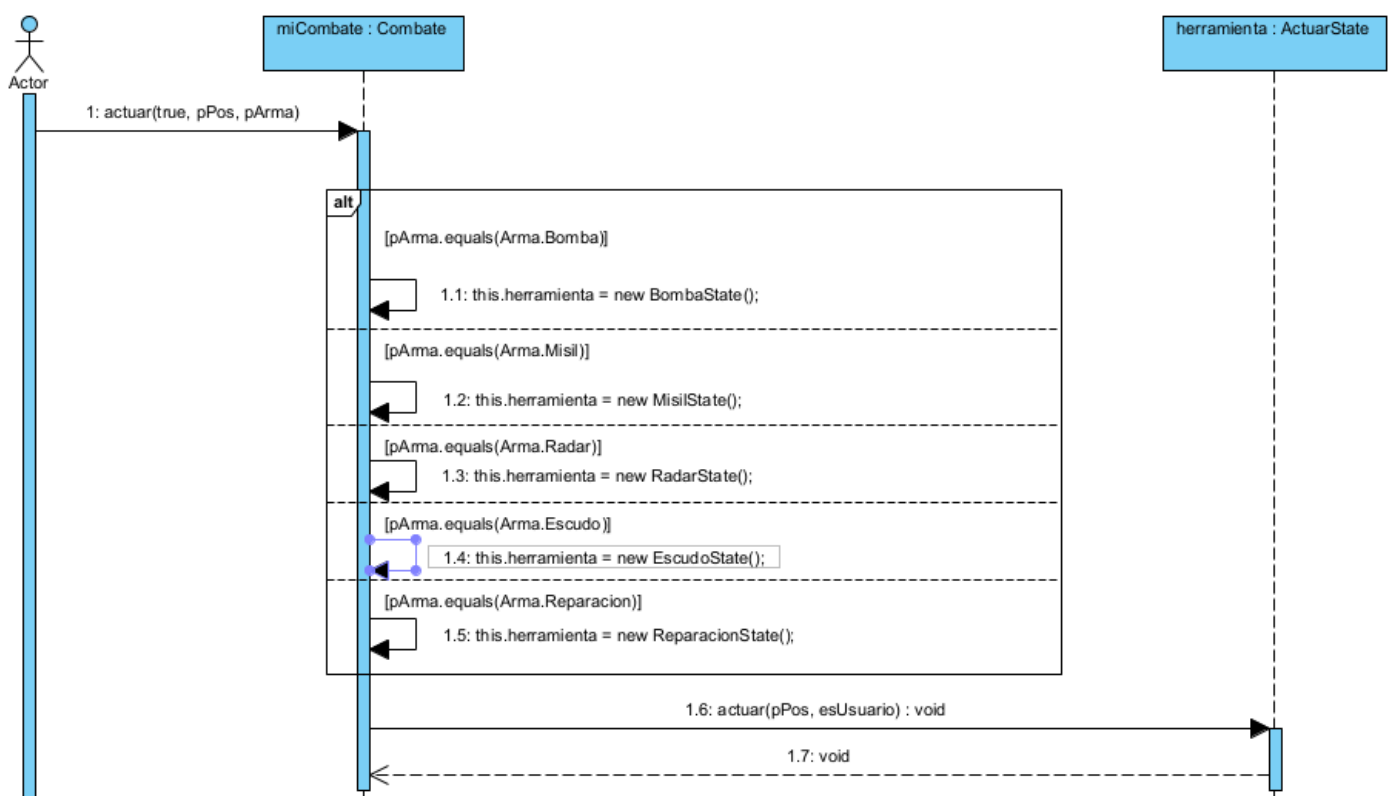 miCombate : Combate
herramienta : ActuarState
Actor
1: actuar(true, pPos, pArma)
alt
[pArma.equals(Arma.Bomba)]
1.1: this.herramienta = new BombaState();
[pArma.equals(Arma.Misil)]
1.2: this.herramienta = new MisilState();
[pArma.equals(Arma.Radar)]
1.3: this.herramienta = new RadarState();
[pArma.equals(Arma.Escudo)]
1.4: this.herramienta = new EscudoState();
[pArma.equals(Arma.Reparacion)]
1.5: this.herramienta = new ReparacionState();
1.6: actuar(pPos, esUsuario) : void
1.7: void